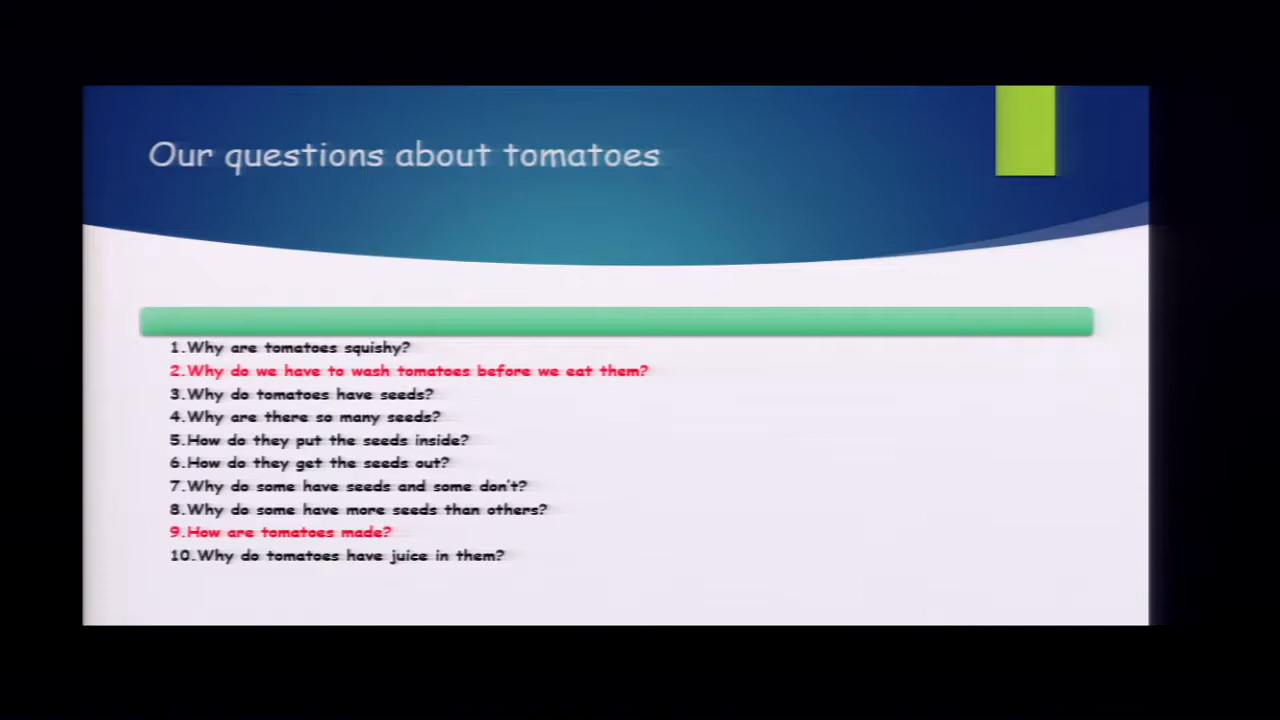 Our questions about tomatoes
1.Why are tomatoes squishy?
2.Why do we have to wash tomatoes before we eat them?
3.Why do tomatoes have seeds?
4.Why are there so many seeds?
5.How do they put the seeds inside?
6.How do they get the seeds out?
7.Why do some have seeds and some don't?
8.Why do some have more seeds than others?
9.How are tomatoes made?
10.Why do tomatoes have juice in them?